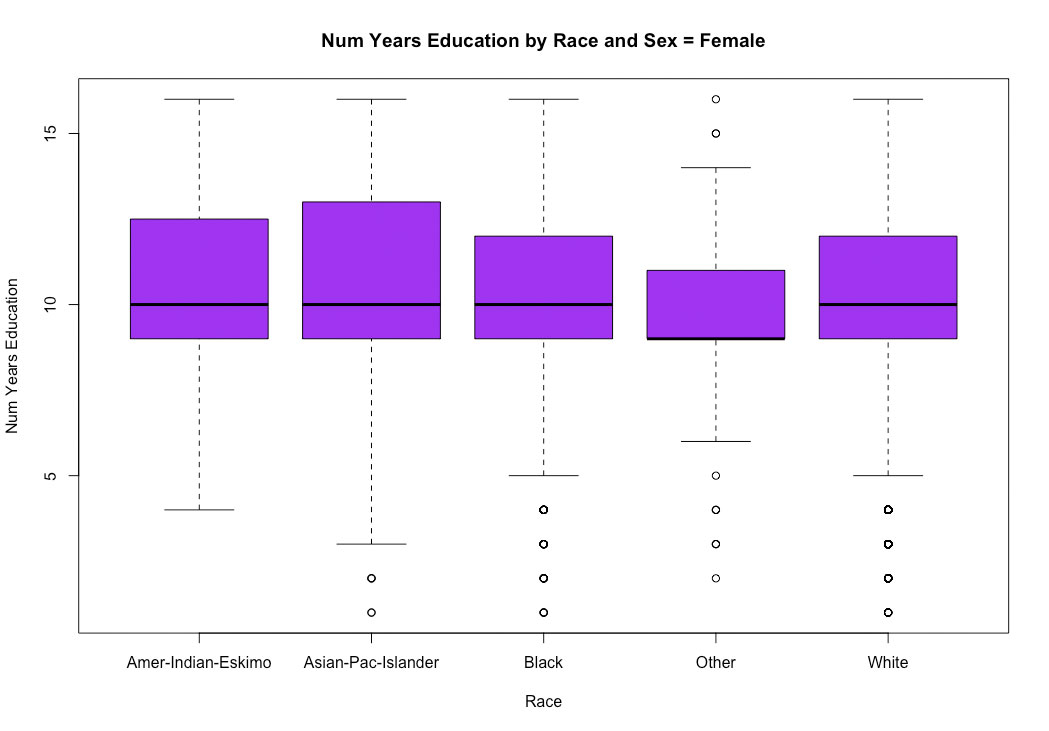 Num Years Education by Race and Sex = Female
Num Years Education
15
10
5
Amer-Indian-Eskimo Asian-Pac-Islander Black Other White
Race